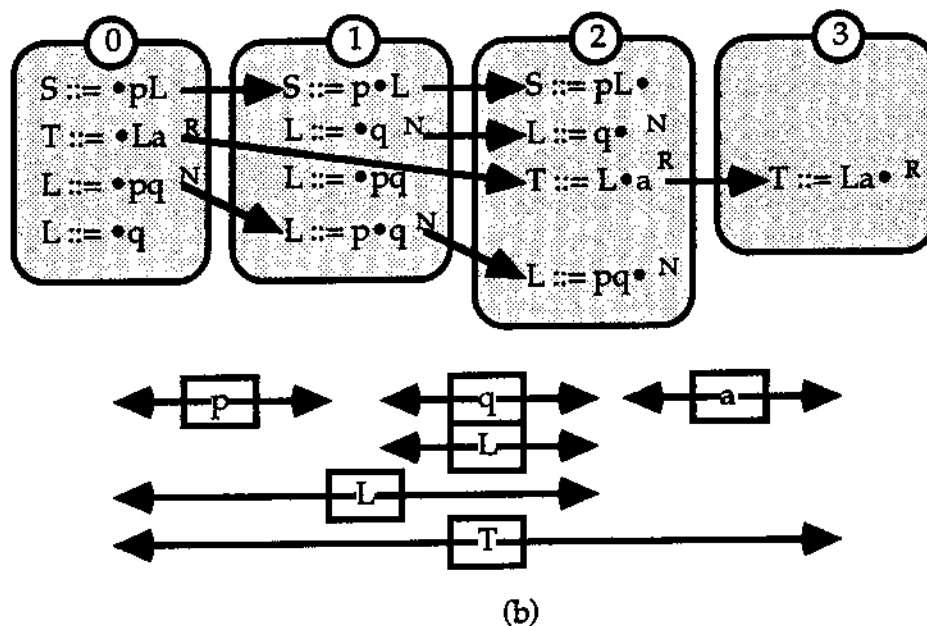 0 1 2 3
S ::= •pL S ::= p•L S ::= pL•
T ::= •La R L ::= •q N L ::= q• N
L ::= •pq N L ::= •pq T ::= L•a R T ::= La• R
L ::= •q L ::= p•q N
L ::= pq• N
p q a
L
L
T
(b)